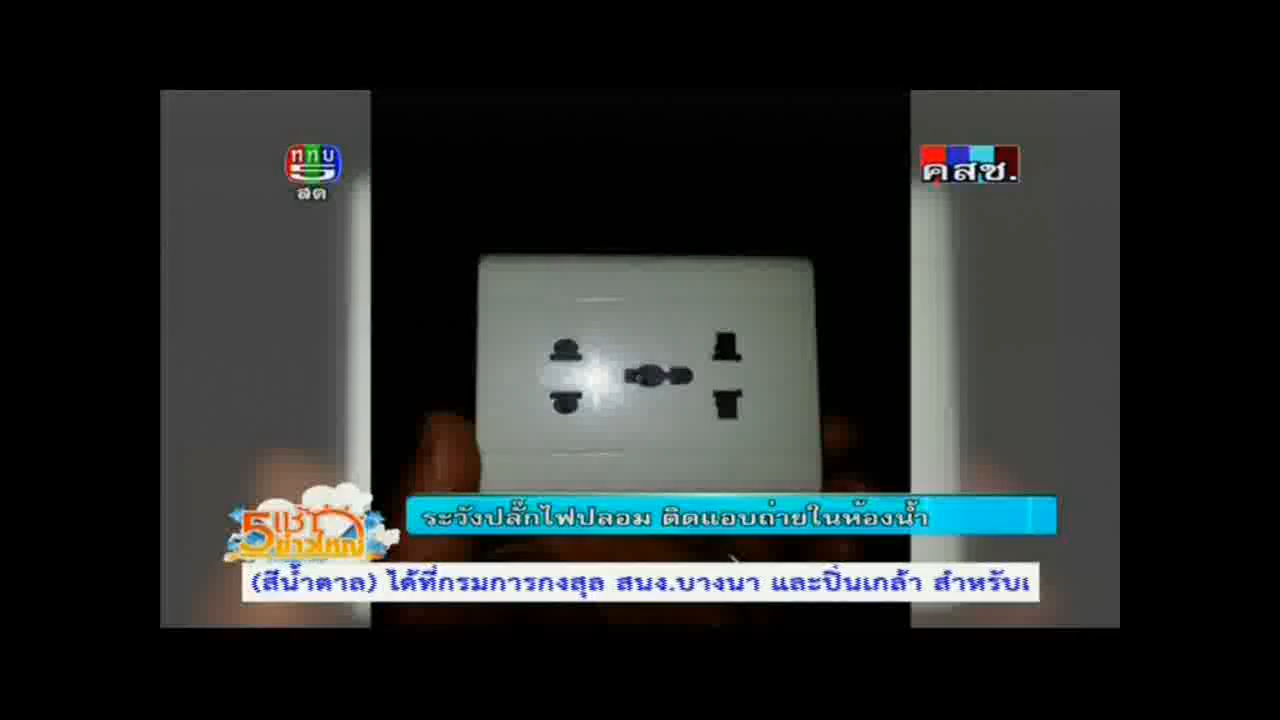 ททบ
5
สด
คสช.
5 เช้า
ข่าวใหญ่
ระวังปลั๊กไฟปลอม ติดแอบถ่ายในห้องน้ำ
(สีน้ำตาล) ได้ที่กรมการกงสุล สนง.บางนา และปิ่นเกล้า สำหรับเ